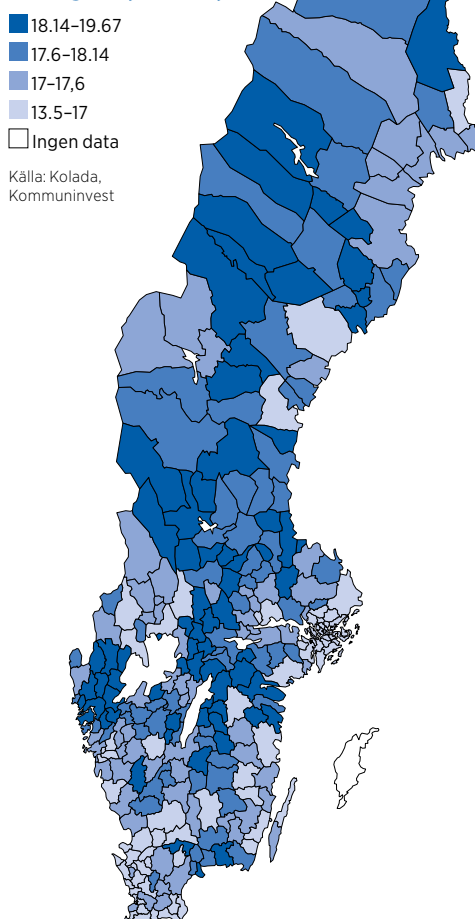 18.14–19.67
17.6–18.14
17–17,6
13.5–17
Ingen data
Källa: Kolada,
Kommuninvest